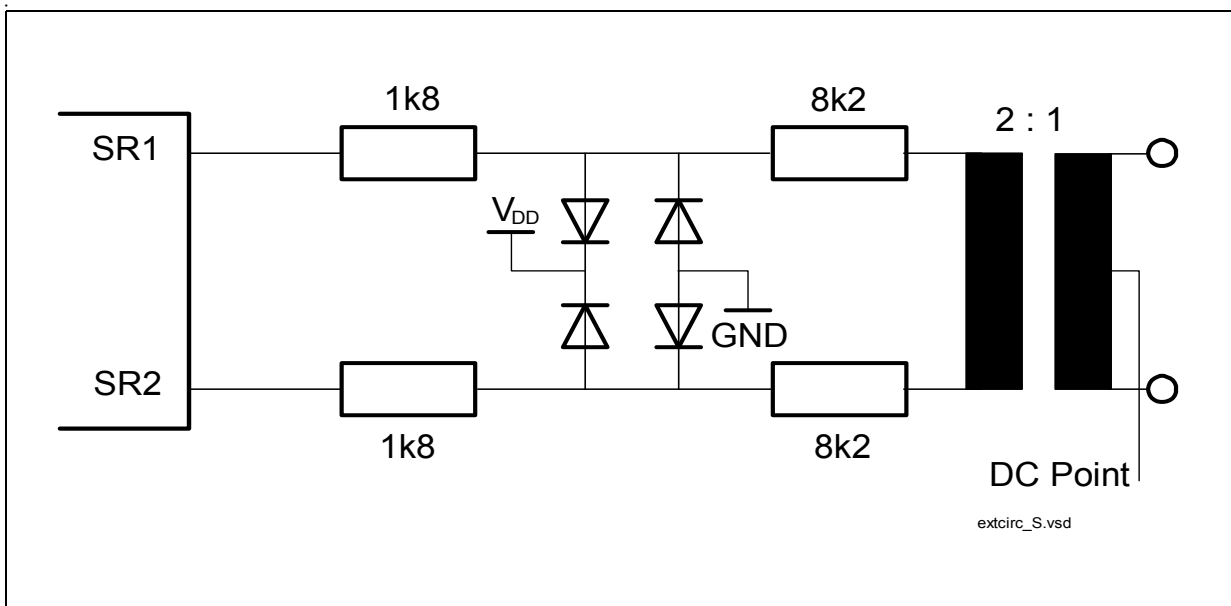 1k8
8k2
2 : 1
SR1
VDD
GND
SR2
1k8
8k2
DC Point
extcirc_S.vsd